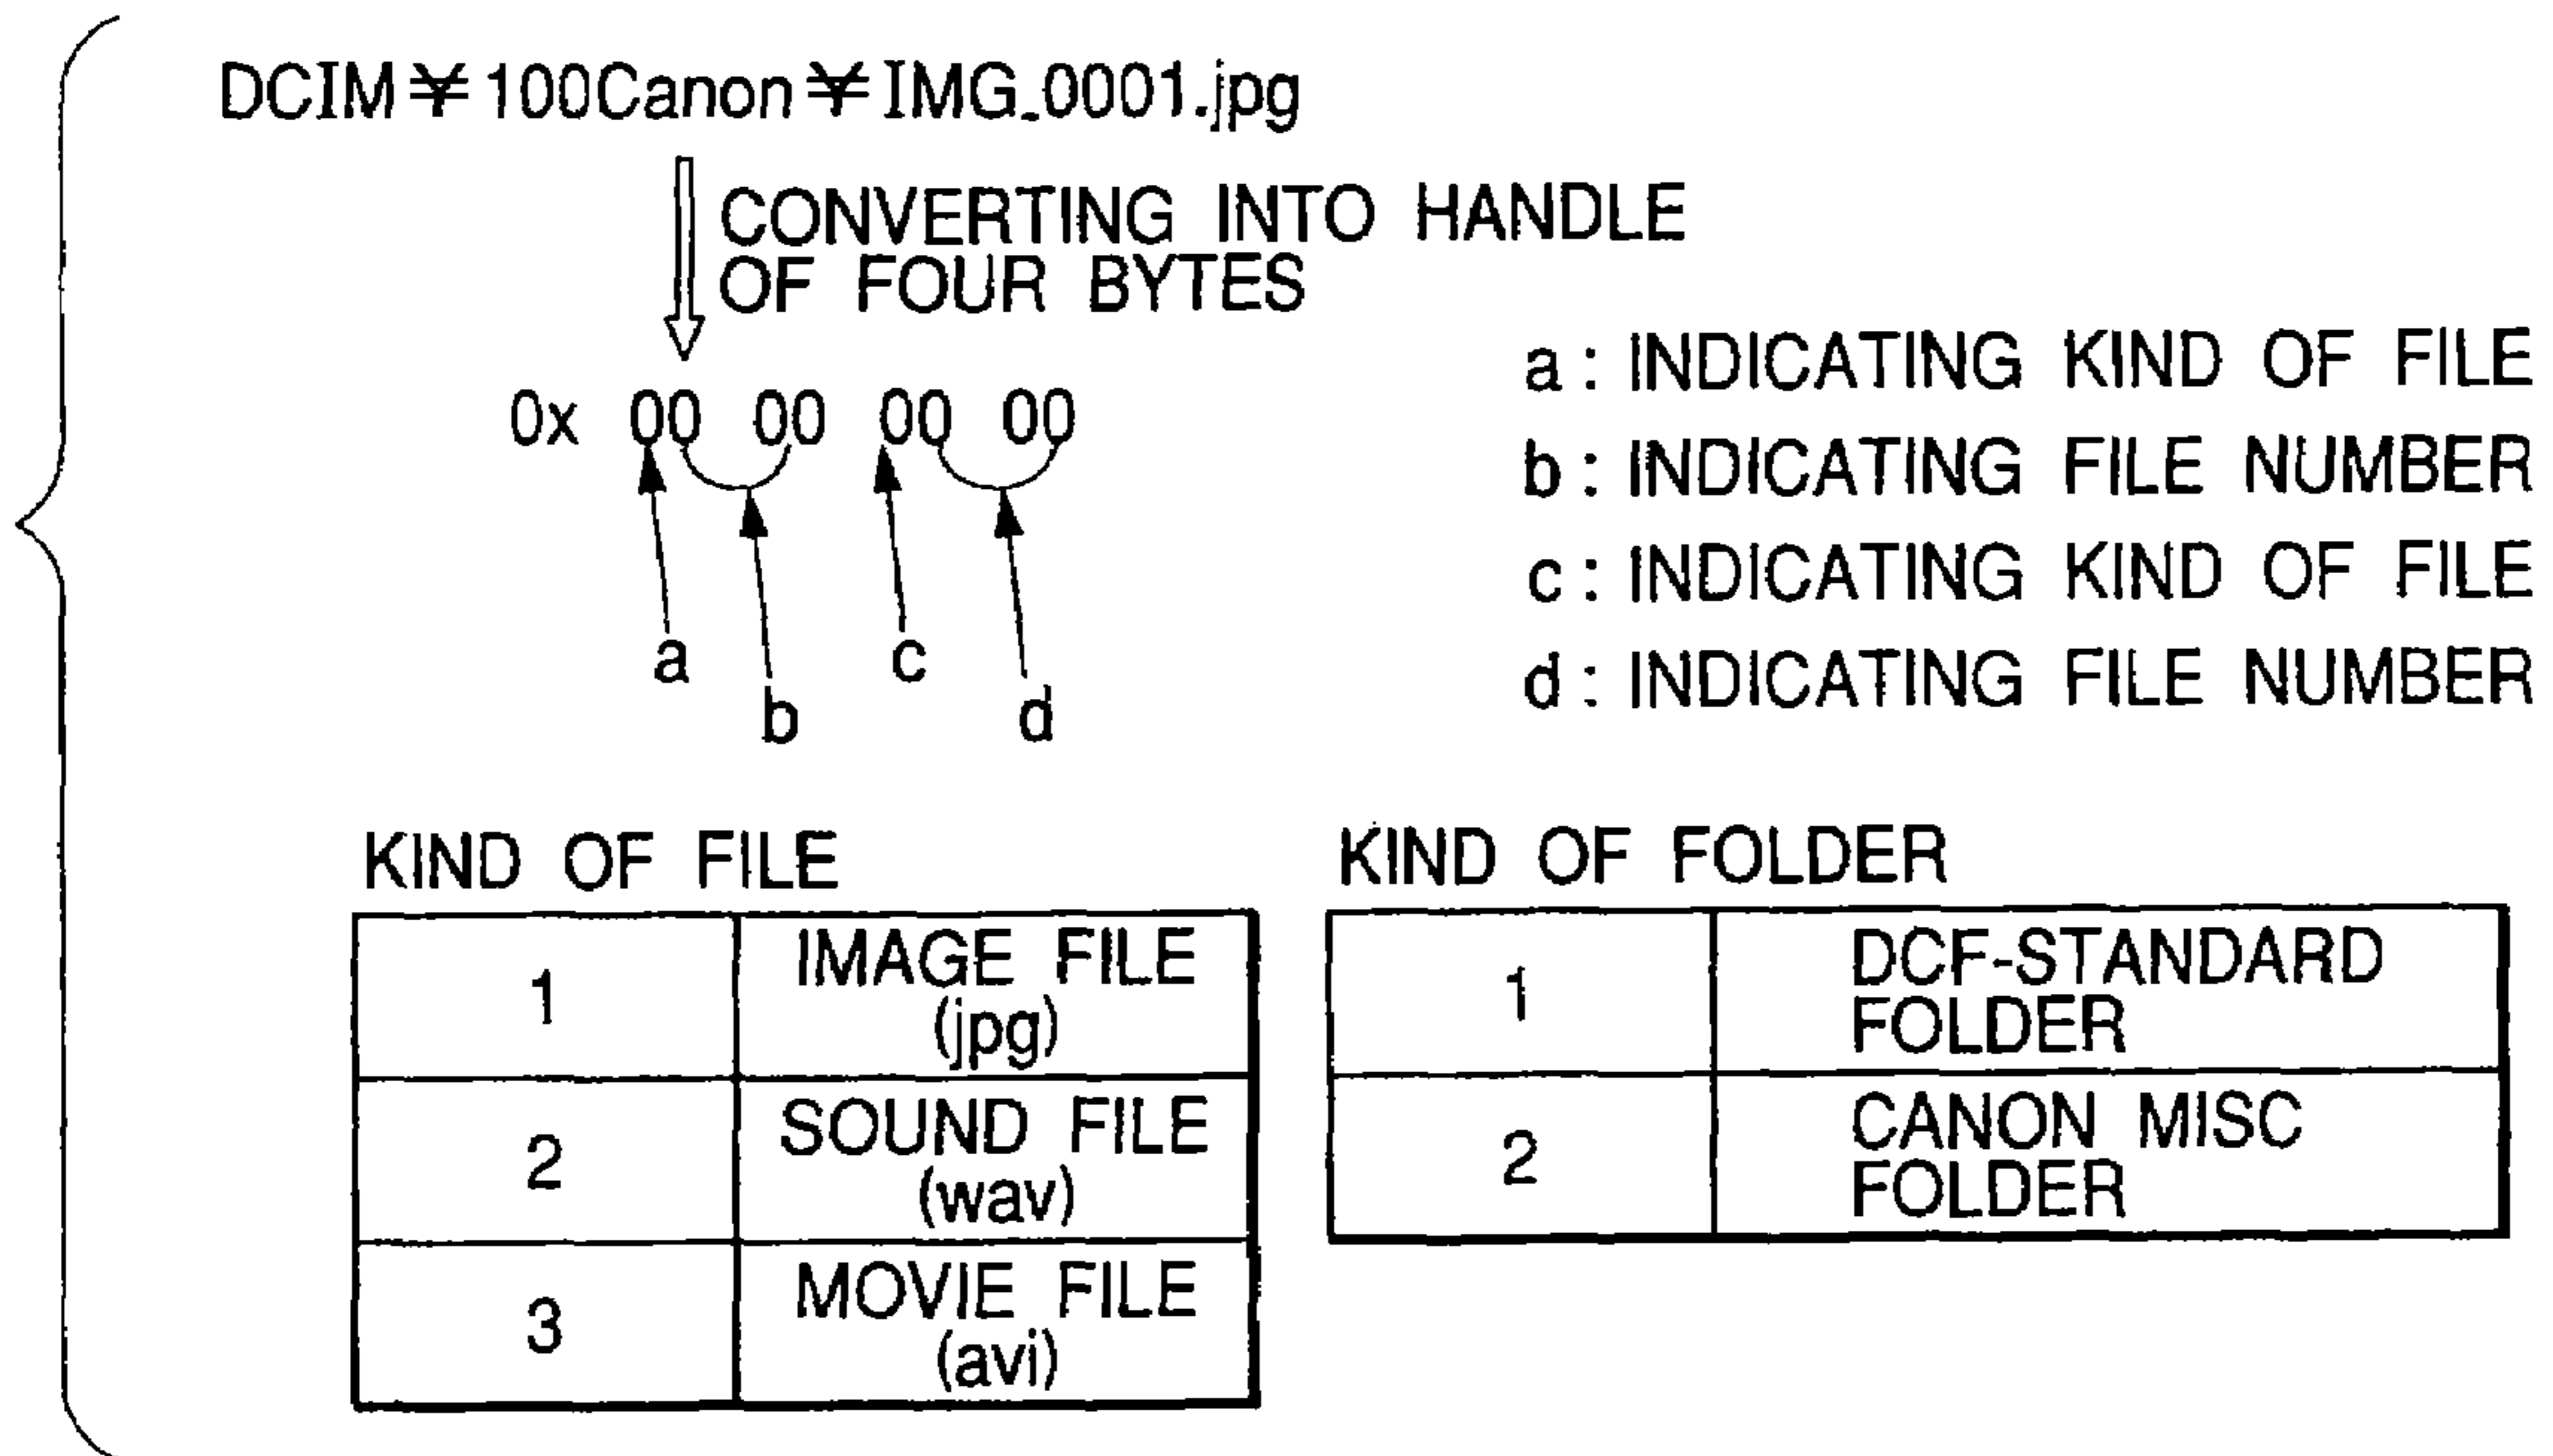 DCIM¥100Canon¥IMG_0001.jpg
CONVERTING INTO HANDLE
OF FOUR BYTES
0x 00 00 00 00
a
b
c
d
a : INDICATING KIND OF FILE
b : INDICATING FILE NUMBER
c : INDICATING KIND OF FILE
d : INDICATING FILE NUMBER
KIND OF FILE
1
IMAGE FILE
(jpg)
2
SOUND FILE
(wav)
3
MOVIE FILE
(avi)
KIND OF FOLDER
1
DCF-STANDARD
FOLDER
2
CANON MISC
FOLDER